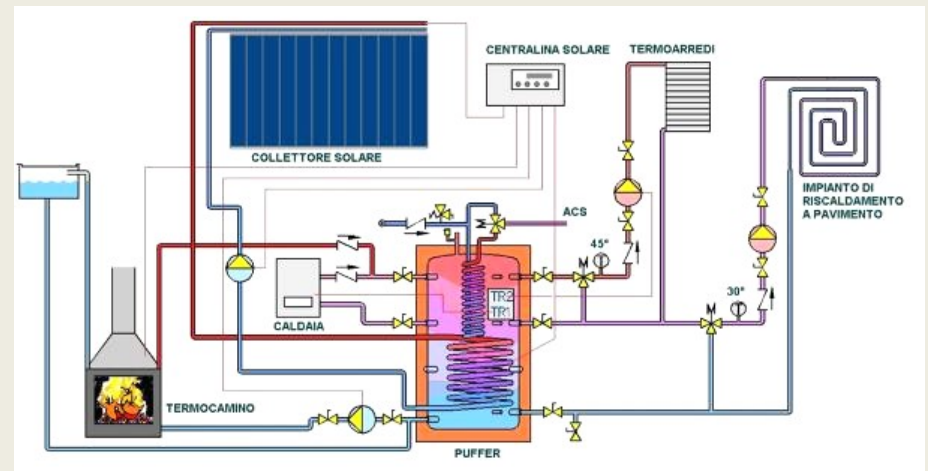 CENTRALINA SOLARE
TERMOARREDI
COLLETTORE SOLARE
IMPIANTO DI
RISCALDAMENTO
A PAVIMENTO
ACS
M
45°
M
TR2
TR1
30°
M
CALDAIA
TERMOCAMINO
PUFFER